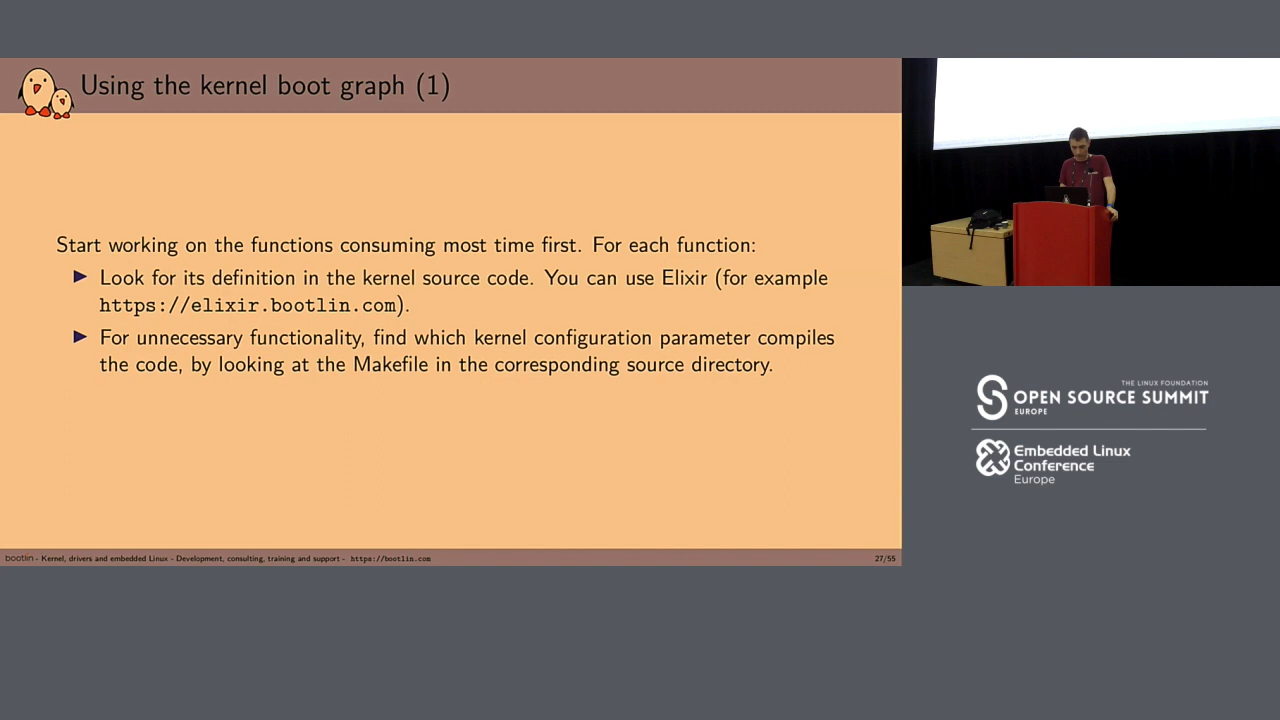 Using the kernel boot graph (1)
Start working on the functions consuming most time first. For each function:
Look for its definition in the kernel source code. You can use Elixir (for example
https://elixir.bootlin.com).
For unnecessary functionality, find which kernel configuration parameter compiles
the code, by looking at the Makefile in the corresponding source directory.
bootlin - Kernel, drivers and embedded Linux - Development, consulting, training and support - https://bootlin.com
27/55
THE LINUX FOUNDATION
OPEN SOURCE SUMMIT
EUROPE
Embedded Linux
Conference
Europe